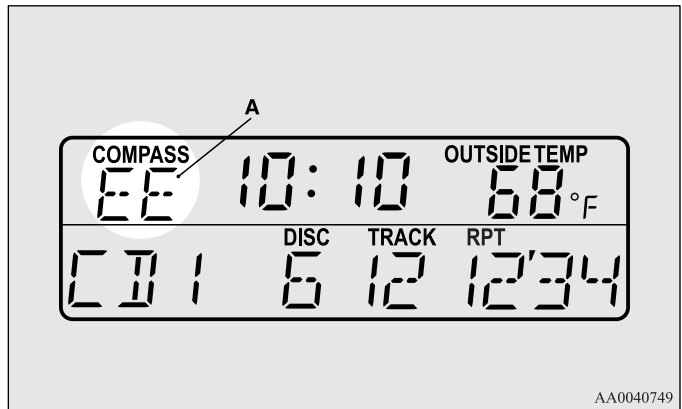 A
COMPASS OUTSIDE TEMP
EE 10:10 68°F
DISC TRACK RPT
CD1 6 12 12'34
AA0040749